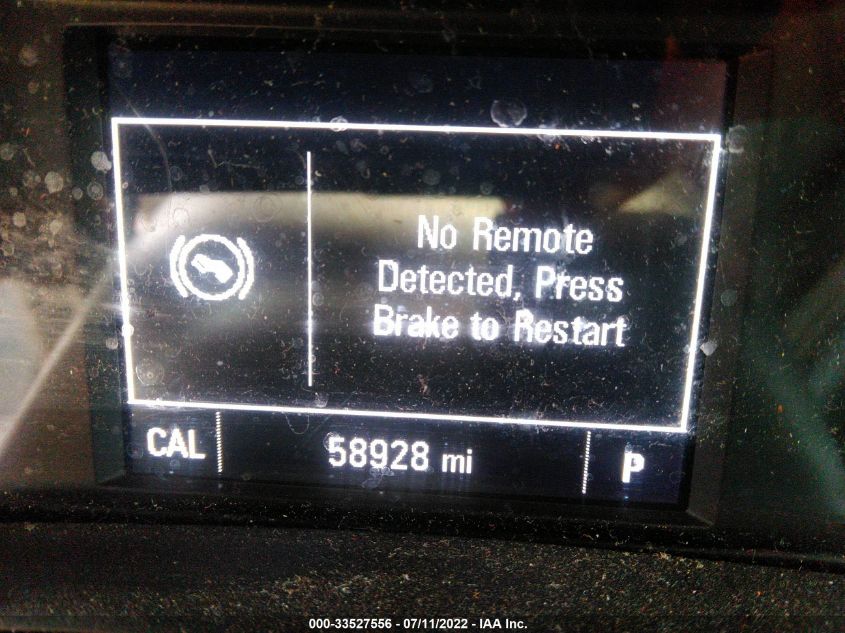 No Remote
Detected, Press
Brake to Restart
CAL 58928 mi P
000-33527556 - 07/11/2022 - IAA Inc.